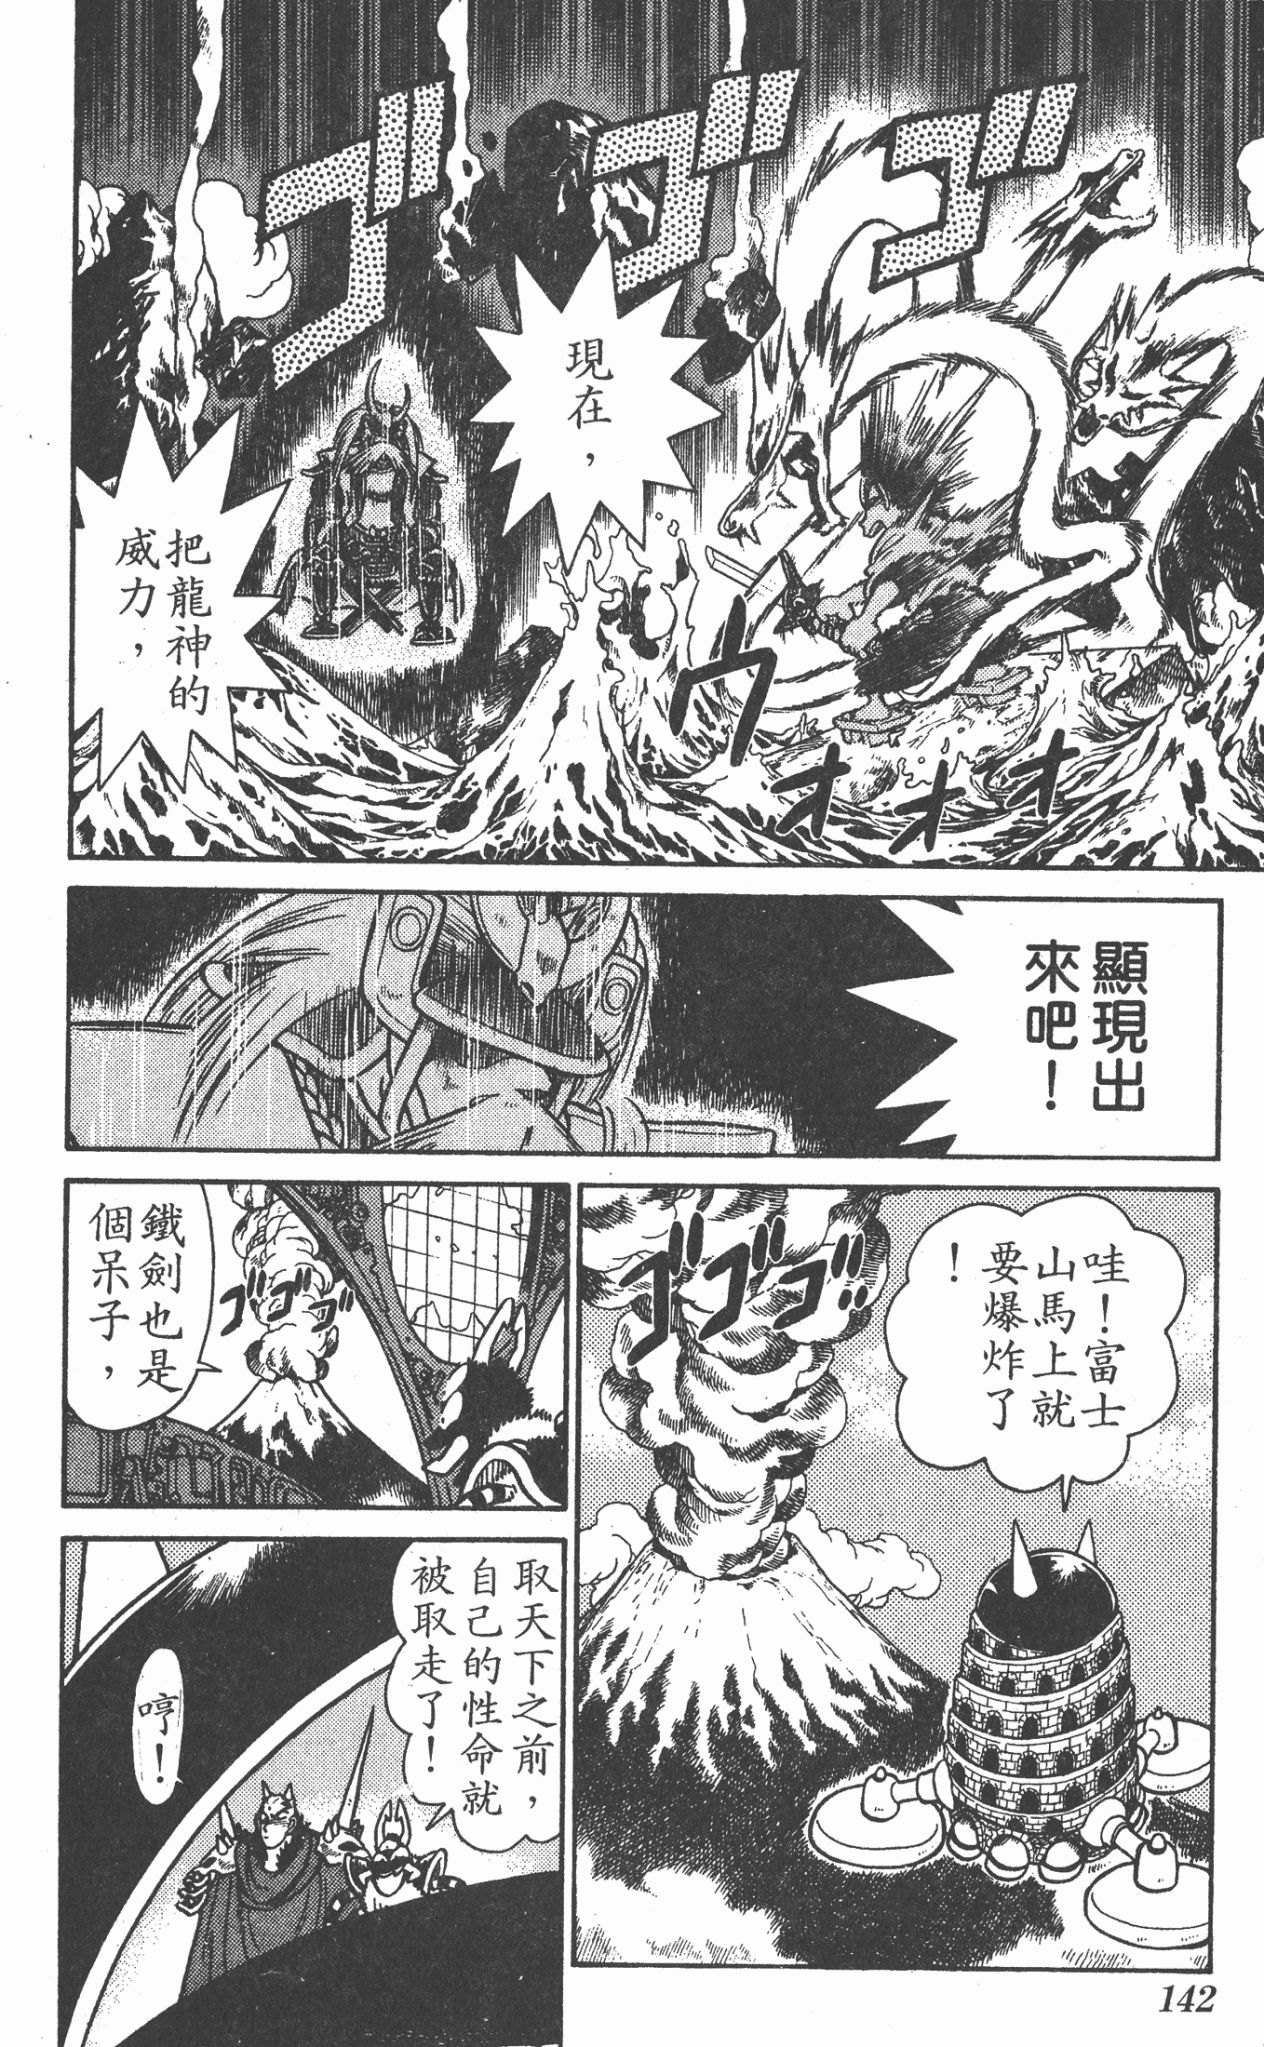 ゴゴゴ
現在，
ウオオオ
把龍神的
威力，
顯現出
來吧！
哇！富士
山馬上就
要爆炸了
！
ゴゴゴ
鐵劍也是
個呆子，
ゴゴゴ
取天下之前，
自己的性命就
被取走了！
哼！
142